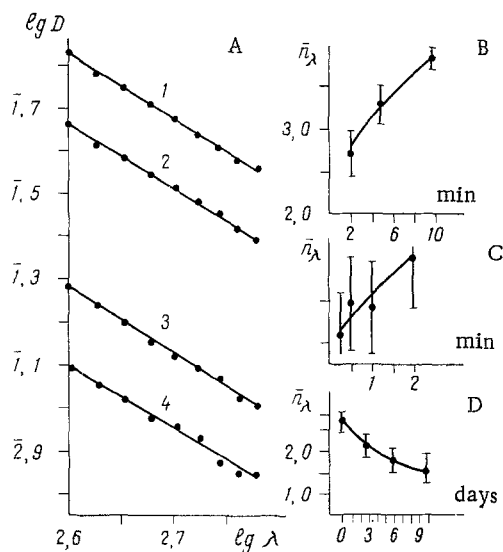 lg D
A
1̄,7
1̄,5
1̄,3
1̄,1
2̄,9
1
2
3
4
2,6
2,7
lg λ
B
n̄λ
3,0
2,0
min
2
6
10
C
n̄λ
min
1
2
D
n̄λ
2,0
1,0
days
0
3
6
9